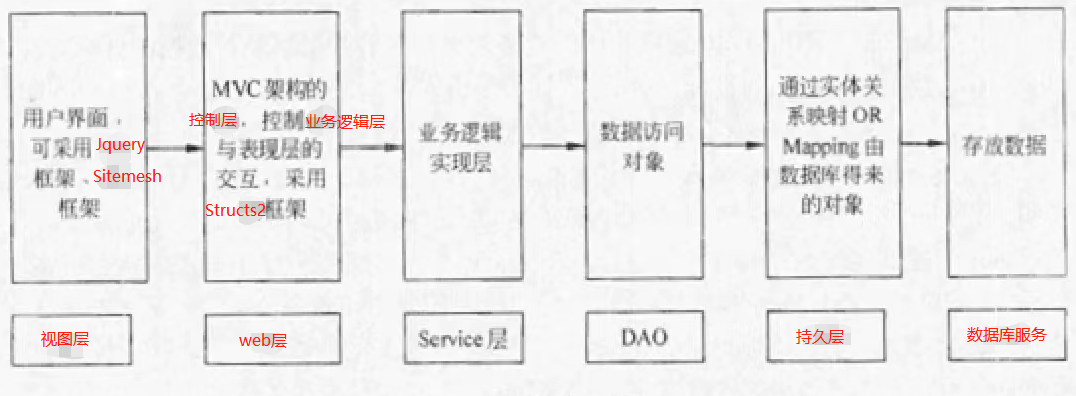 用户界面，
可采用 Jquery
框架、Sitemesh
框架
MVC 架构的
控制层，控制业务逻辑层
与表现层的
交互，采用
Structs2框架
业务逻辑
实现层
数据访问
对象
通过实体关
系映射 OR
Mapping 由
数据库得来
的对象
存放数据
视图层
web层
Service 层
DAO
持久层
数据库服务